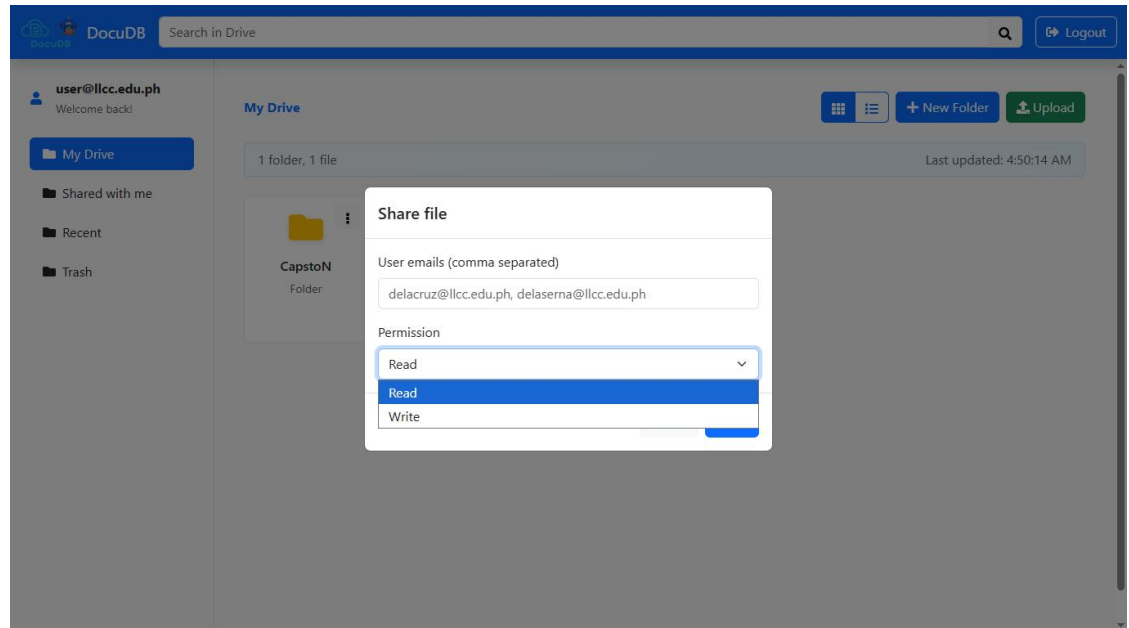 DocuDB
DocuDB
Search in Drive
Logout
user@llcc.edu.ph
Welcome back!
My Drive
Shared with me
Recent
Trash
My Drive
New Folder
Upload
1 folder, 1 file
Last updated: 4:50:14 AM
CapstoN
Folder
Share file
User emails (comma separated)
delacruz@llcc.edu.ph, delaserna@llcc.edu.ph
Permission
Read
Read
Write